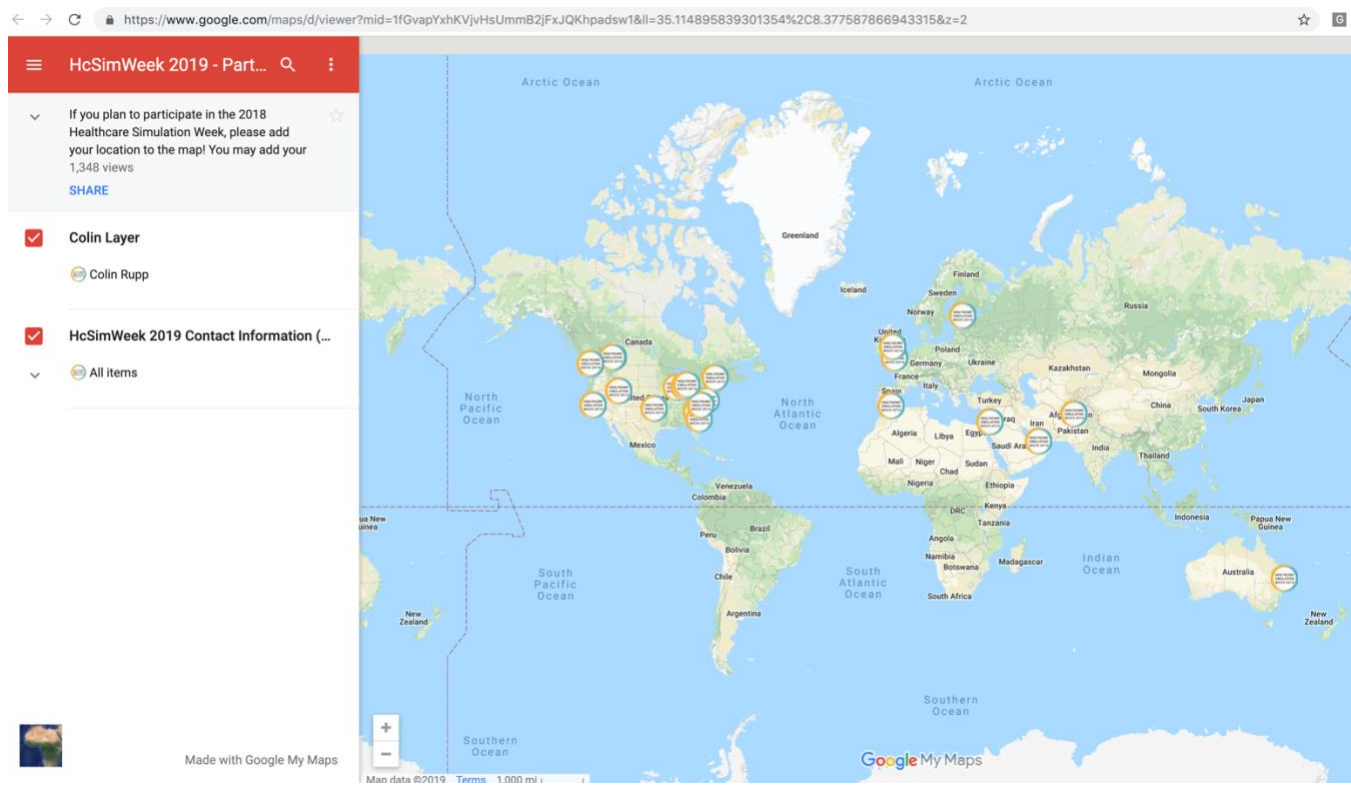 https://www.google.com/maps/d/viewer?mid=1fGvapYxhKVjvHsUmmB2jFxJQKhpadsw1&ll=35.114895839301354%2C8.377587866943315&z=2
HcSimWeek 2019 - Part...
If you plan to participate in the 2018
Healthcare Simulation Week, please add
your location to the map! You may add your
1,348 views
SHARE
Colin Layer
Colin Rupp
HcSimWeek 2019 Contact Information (...
All items
Made with Google My Maps
Arctic Ocean
Arctic Ocean
Greenland
Iceland
Finland
Sweden
Norway
Russia
United
Canada
Poland
Germany
Ukraine
Kazakhstan
Mongolia
France
Italy
Spain
North
Pacific
Ocean
North
Atlantic
Ocean
Turkey
China
Japan
South Korea
Iran
Pakistan
Algeria
Libya
Saudi
India
Mexico
Mali
Niger
Chad
Sudan
Thailand
Nigeria
Ethiopia
Venezuela
Colombia
DRC
Kenya
Tanzania
Indonesia
Papua New
Guinea
ua New
uinea
Peru
Brazil
Bolivia
Angola
Namibia
Botswana
Madagascar
Indian
Ocean
South
Pacific
Ocean
Chile
South
Atlantic
Ocean
South Africa
Australia
New
Zealand
Argentina
New
Zealand
Southern
Ocean
Southern
Ocean
Google My Maps
Map data ©2019 Terms 1,000 mi